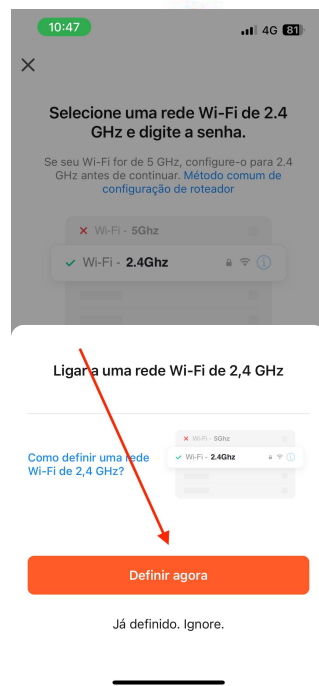 10:47
4G 81
Selecione uma rede Wi-Fi de 2.4
GHz e digite a senha.
Se seu Wi-Fi for de 5 GHz, configure-o para 2.4
GHz antes de continuar. Método comum de
configuração de roteador
Wi-Fi - 5Ghz
Wi-Fi - 2.4Ghz
Ligar a uma rede Wi-Fi de 2,4 GHz
Como definir uma rede
Wi-Fi de 2,4 GHz?
Wi-Fi - 5Ghz
Wi-Fi - 2.4Ghz
Definir agora
Já definido. Ignore.